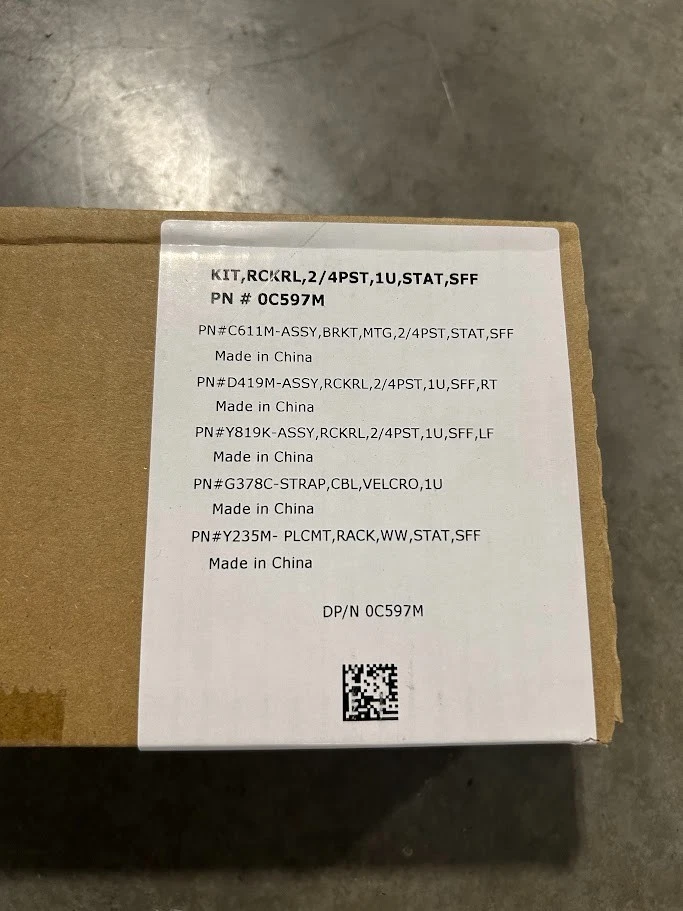 KIT,RCKRL,2/4PST,1U,STAT,SFF
PN # 0C597M
PN#C611M-ASSY,BRKT,MTG,2/4PST,STAT,SFF
Made in China
PN#D419M-ASSY,RCKRL,2/4PST,1U,SFF,RT
Made in China
PN#Y819K-ASSY,RCKRL,2/4PST,1U,SFF,LF
Made in China
PN#G378C-STRAP,CBL,VELCRO,1U
Made in China
PN#Y235M- PLCMT,RACK,WW,STAT,SFF
Made in China
DP/N 0C597M